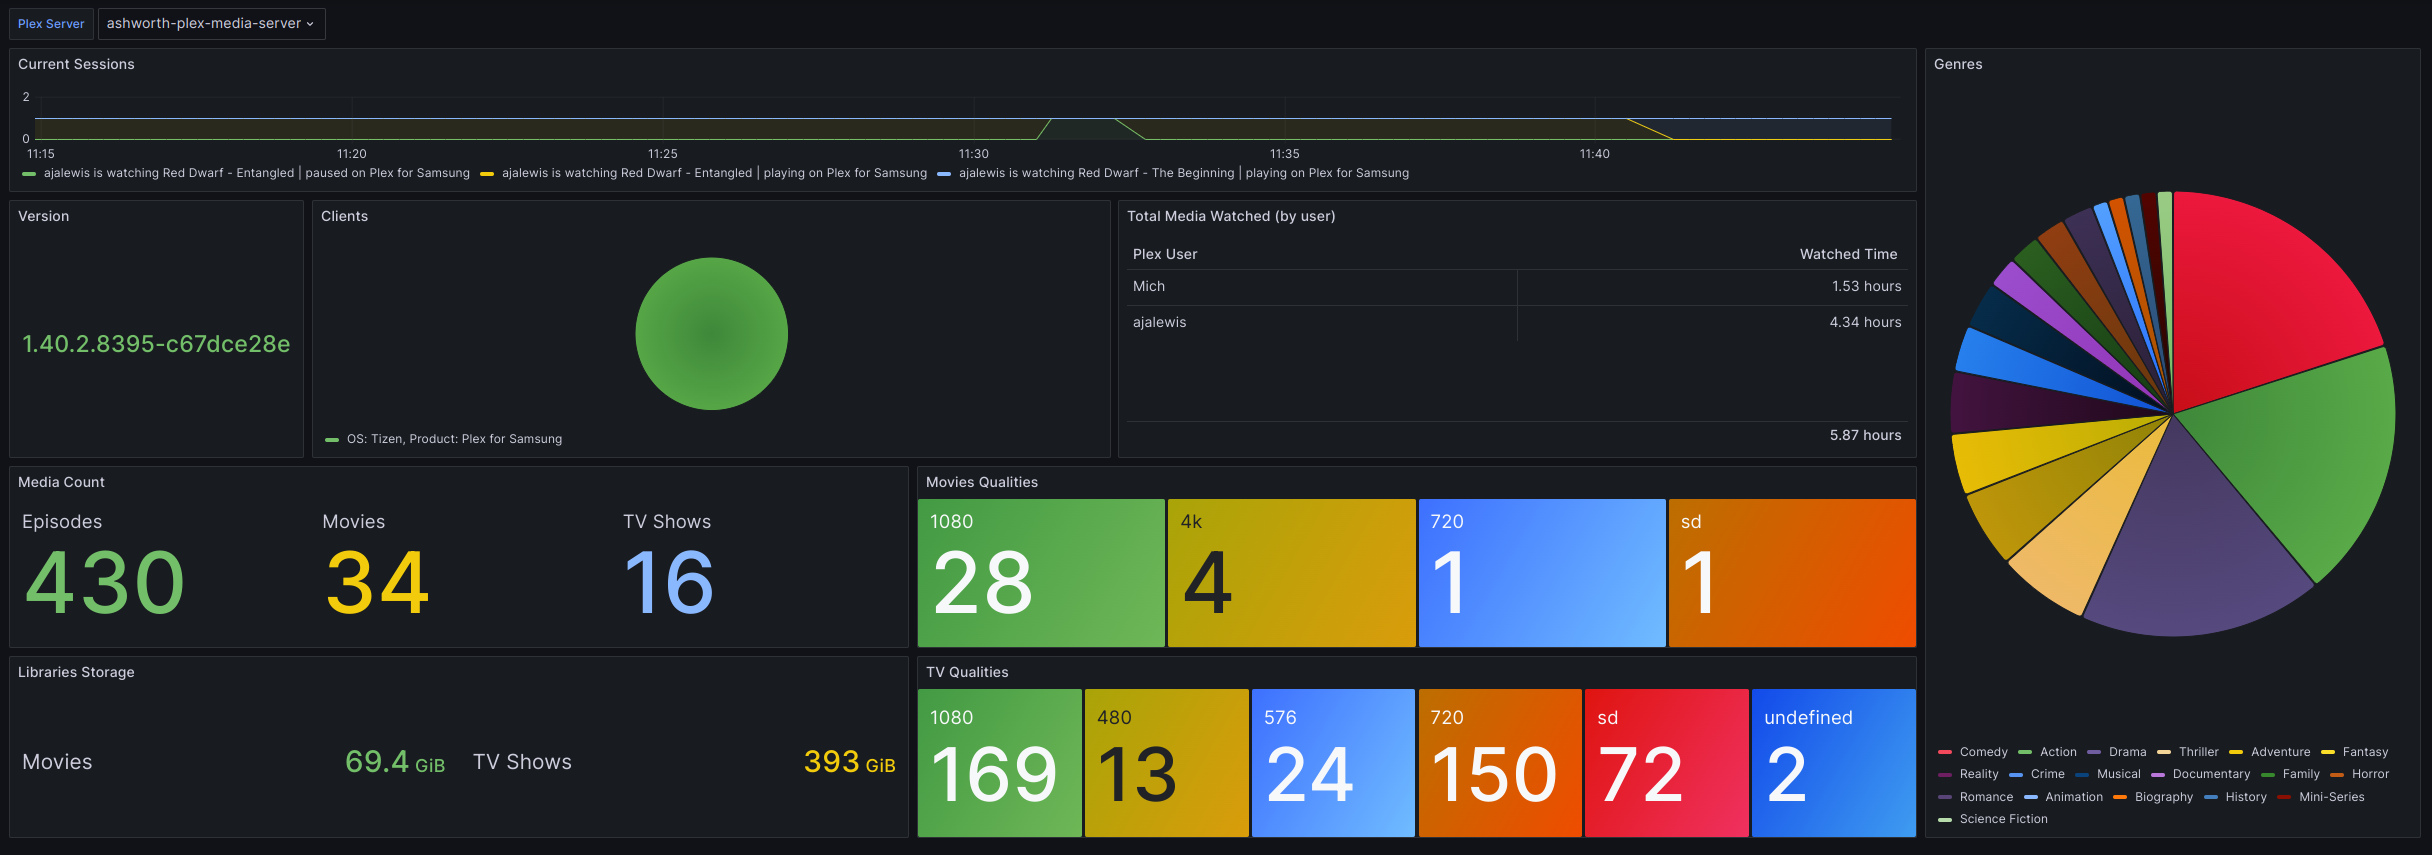 Plex Server ashworth-plex-media-server
Current Sessions
2
0
11:15 11:20 11:25 11:30 11:35 11:40
ajalewis is watching Red Dwarf - Entangled | paused on Plex for Samsung ajalewis is watching Red Dwarf - Entangled | playing on Plex for Samsung ajalewis is watching Red Dwarf - The Beginning | playing on Plex for Samsung
Version
1.40.2.8395-c67dce28e
Clients
OS: Tizen, Product: Plex for Samsung
Total Media Watched (by user)
Plex User Watched Time
Mich 1.53 hours
ajalewis 4.34 hours
5.87 hours
Media Count
Episodes Movies TV Shows
430 34 16
Movies Qualities
1080 4k 720 sd
28 4 1 1
Libraries Storage
Movies 69.4 GiB TV Shows 393 GiB
TV Qualities
1080 480 576 720 sd undefined
169 13 24 150 72 2
Genres
Comedy Action Drama Thriller Adventure Fantasy
Reality Crime Musical Documentary Family Horror
Romance Animation Biography History Mini-Series
Science Fiction